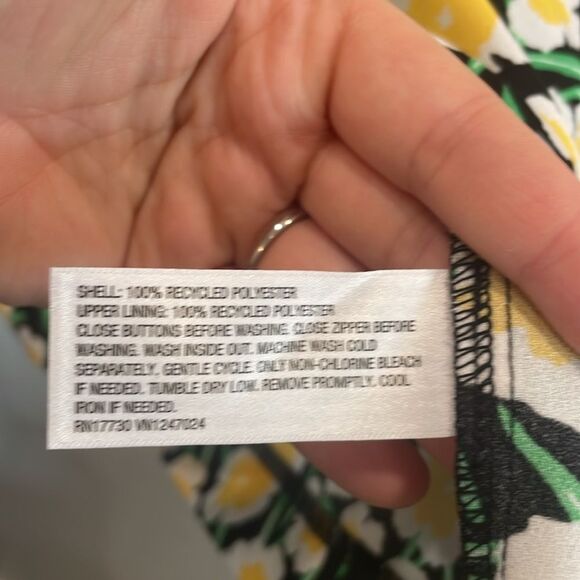 SHELL: 100% RECYCLED POLYESTER
UPPER LINING: 100% RECYCLED POLYESTER
CLOSE BUTTONS BEFORE WASHING. CLOSE ZIPPER BEFORE
WASHING. WASH INSIDE OUT. MACHINE WASH COLD
SEPARATELY. GENTLE CYCLE. ONLY NON-CHLORINE BLEACH
IF NEEDED. TUMBLE DRY LOW. REMOVE PROMPTLY. COOL
IRON IF NEEDED.
RN17730 VN1247024